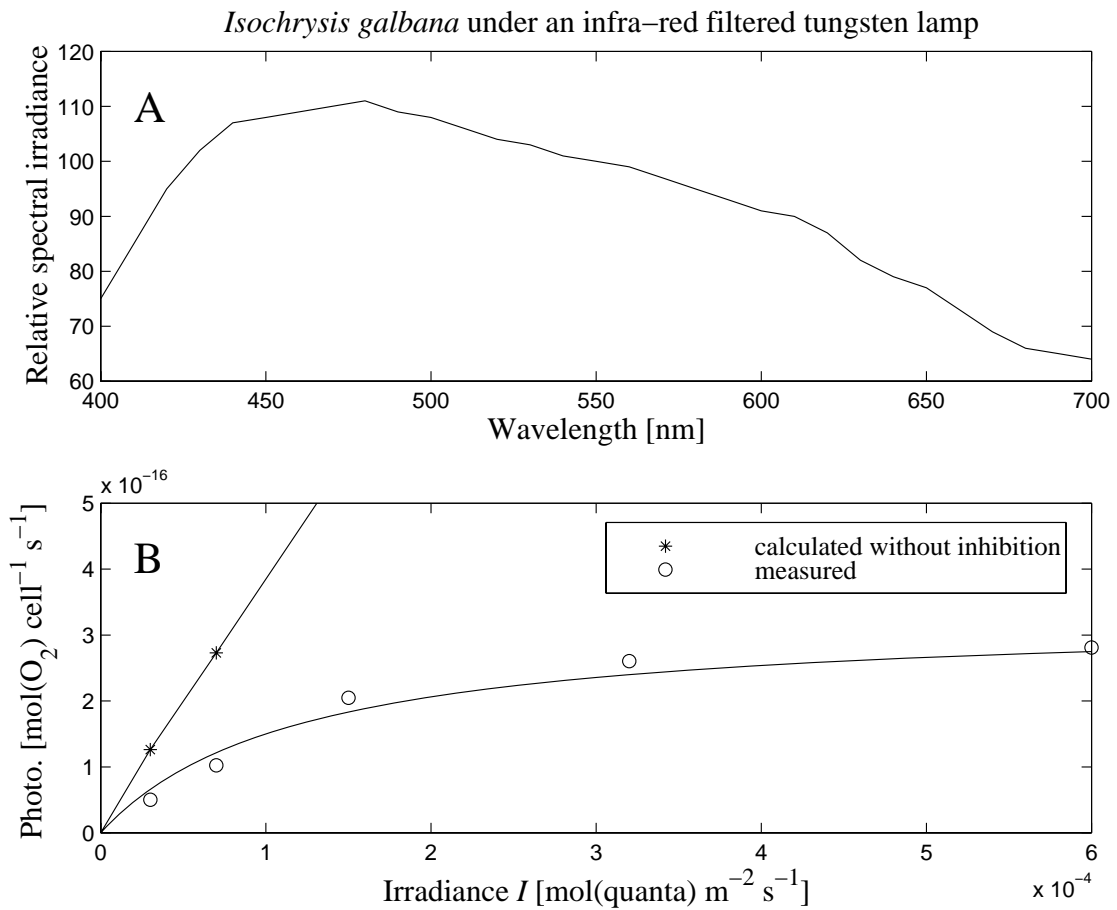 Isochrysis galbana under an infra−red filtered tungsten lamp
120
110
100
90
80
70
60
A
Relative spectral irradiance
400 450 500 550 600 650 700
Wavelength [nm]
x 10⁻¹⁶
5
4
3
2
1
0
B
calculated without inhibition
measured
Photo. [mol(O₂) cell⁻¹ s⁻¹]
0 1 2 3 4 5 6
x 10⁻⁴
Irradiance I [mol(quanta) m⁻² s⁻¹]